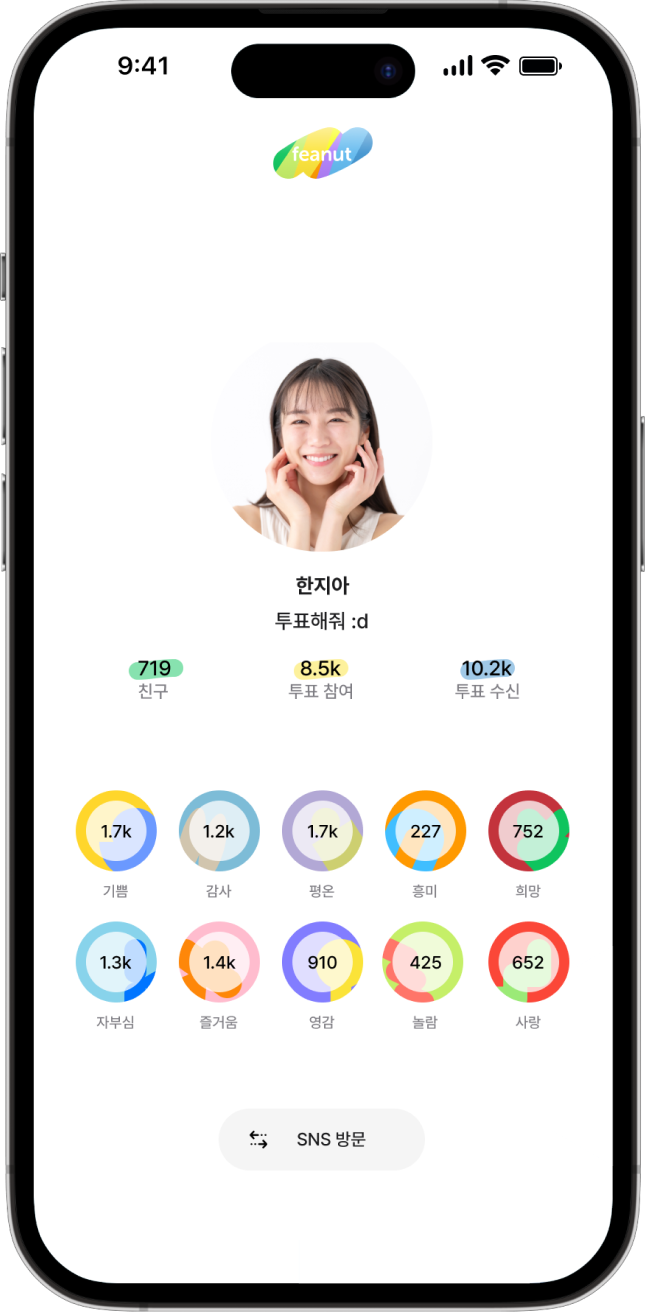 9:41
feanut
한지아
투표해줘 :d
719 8.5k 10.2k
친구 투표 참여 투표 수신
1.7k 1.2k 1.7k 227 752
기쁨 감사 평온 흥미 희망
1.3k 1.4k 910 425 652
자부심 즐거움 영감 놀람 사랑
SNS 방문